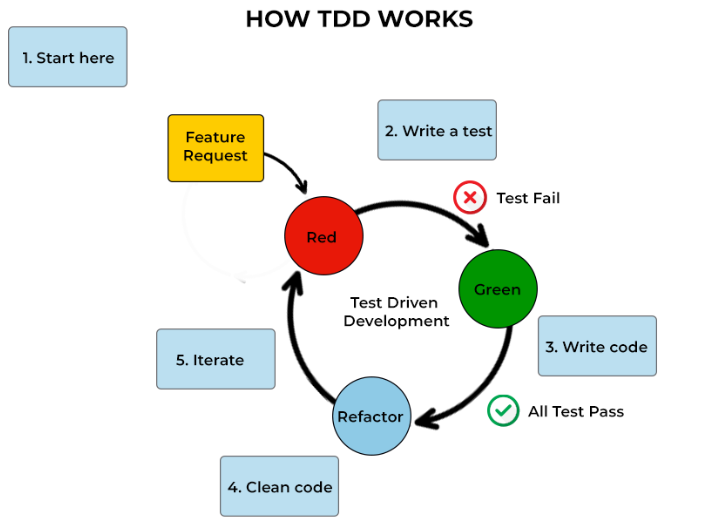 HOW TDD WORKS
1. Start here
Feature
Request
2. Write a test
Test Fail
Red
Green
Test Driven
Development
3. Write code
5. Iterate
All Test Pass
Refactor
4. Clean code